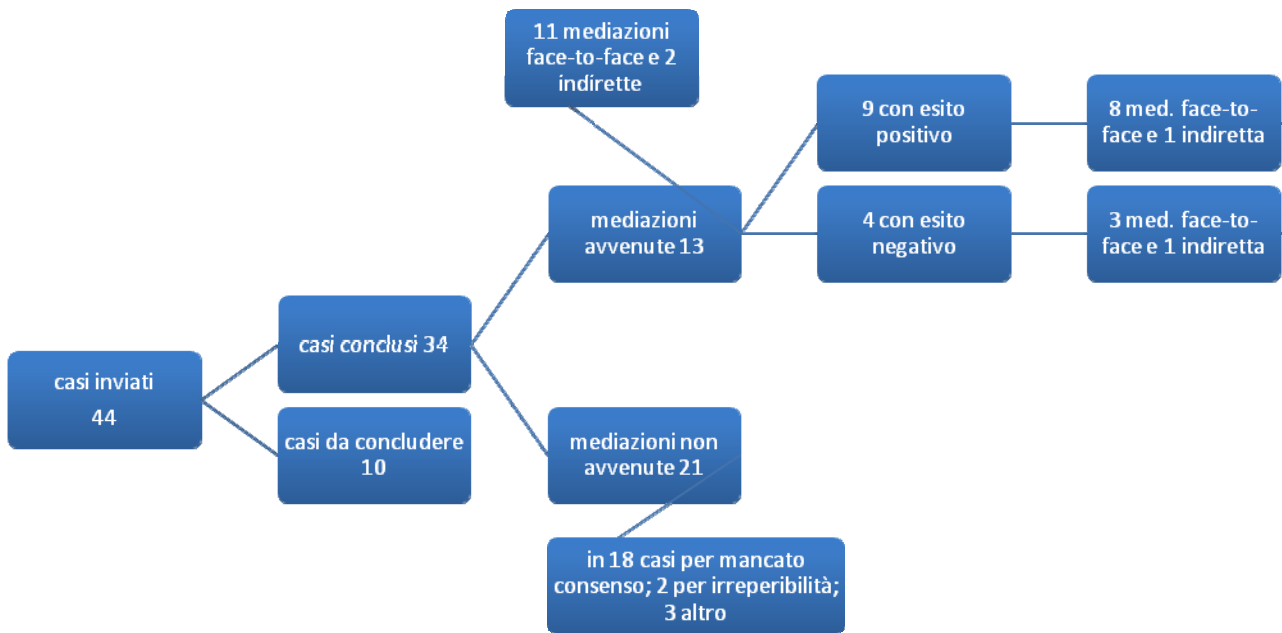 11 mediazioni
face-to-face e 2
indirette
9 con esito
positivo
8 med. face-to-
face e 1 indiretta
mediazioni
avvenute 13
4 con esito
negativo
3 med. face-to-
face e 1 indiretta
casi conclusi 34
casi inviati
44
casi da concludere
10
mediazioni non
avvenute 21
in 18 casi per mancato
consenso; 2 per irreperibilità;
3 altro